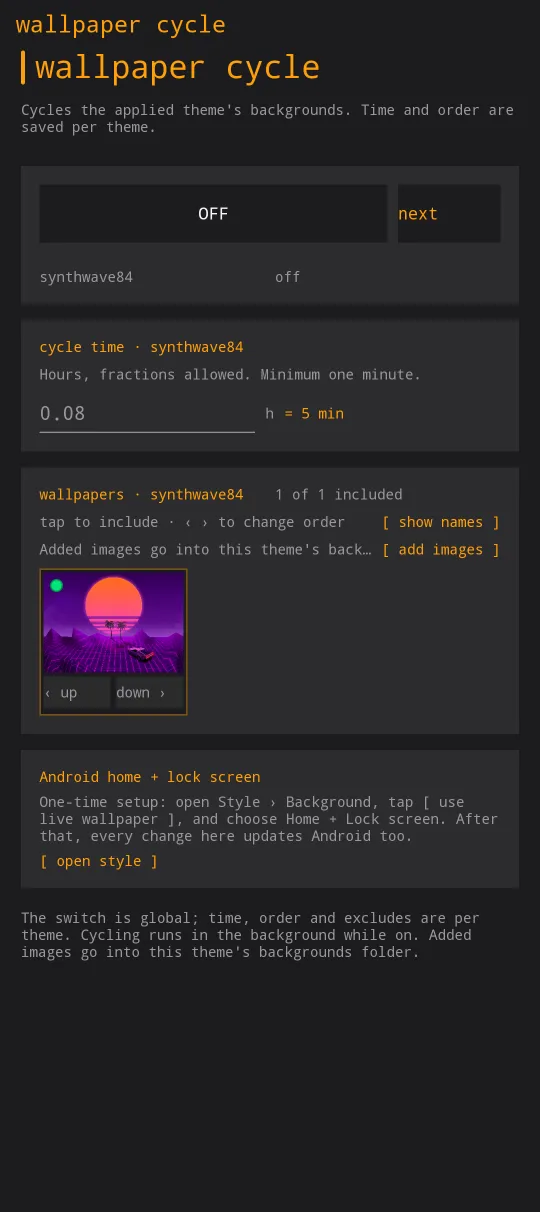 wallpaper cycle
wallpaper cycle
Cycles the applied theme's backgrounds. Time and order are
saved per theme.
OFF
next
synthwave84 off
cycle time · synthwave84
Hours, fractions allowed. Minimum one minute.
0.08 h = 5 min
wallpapers · synthwave84 1 of 1 included
tap to include · ‹ › to change order [ show names ]
Added images go into this theme's back… [ add images ]
‹ up down ›
Android home + lock screen
One-time setup: open Style › Background, tap [ use
live wallpaper ], and choose Home + Lock screen. After
that, every change here updates Android too.
[ open style ]
The switch is global; time, order and excludes are per
theme. Cycling runs in the background while on. Added
images go into this theme's backgrounds folder.